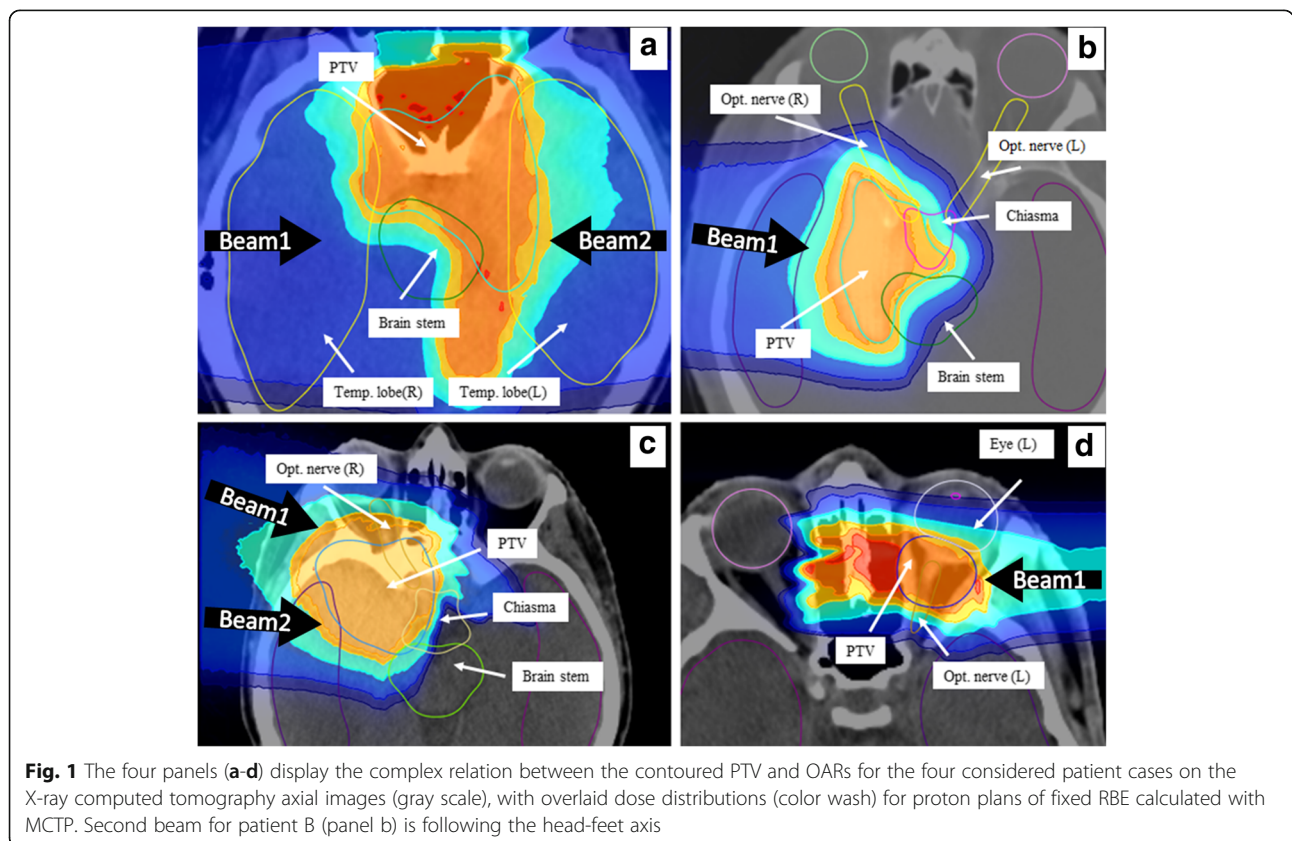 a
PTV
Beam1
Beam2
Brain stem
Temp. lobe(R)
Temp. lobe(L)
b
Opt. nerve (R)
Opt. nerve (L)
Chiasma
Beam1
PTV
Brain stem
c
Opt. nerve (R)
Beam1
PTV
Beam2
Chiasma
Brain stem
d
Eye (L)
Beam1
PTV
Opt. nerve (L)
Fig. 1 The four panels (a-d) display the complex relation between the contoured PTV and OARs for the four considered patient cases on the
X-ray computed tomography axial images (gray scale), with overlaid dose distributions (color wash) for proton plans of fixed RBE calculated with
MCTP. Second beam for patient B (panel b) is following the head-feet axis